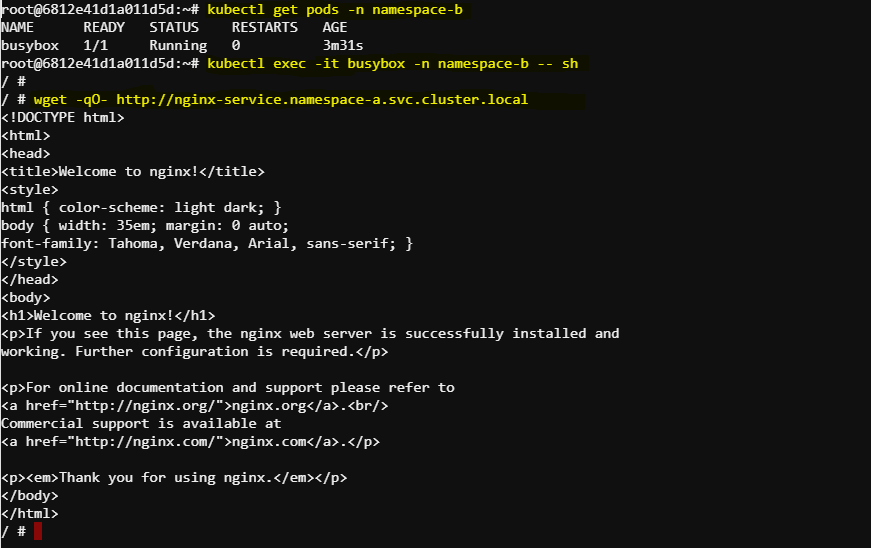 root@6812e41d1a011d5d:~# kubectl get pods -n namespace-b
NAME      READY   STATUS    RESTARTS   AGE
busybox   1/1     Running   0          3m31s
root@6812e41d1a011d5d:~# kubectl exec -it busybox -n namespace-b -- sh
/ #
/ # wget -qO- http://nginx-service.namespace-a.svc.cluster.local
<!DOCTYPE html>
<html>
<head>
<title>Welcome to nginx!</title>
<style>
html { color-scheme: light dark; }
body { width: 35em; margin: 0 auto;
font-family: Tahoma, Verdana, Arial, sans-serif; }
</style>
</head>
<body>
<h1>Welcome to nginx!</h1>
<p>If you see this page, the nginx web server is successfully installed and
working. Further configuration is required.</p>

<p>For online documentation and support please refer to
<a href="http://nginx.org/">nginx.org</a>.<br/>
Commercial support is available at
<a href="http://nginx.com/">nginx.com</a>.</p>

<p><em>Thank you for using nginx.</em></p>
</body>
</html>
/ #